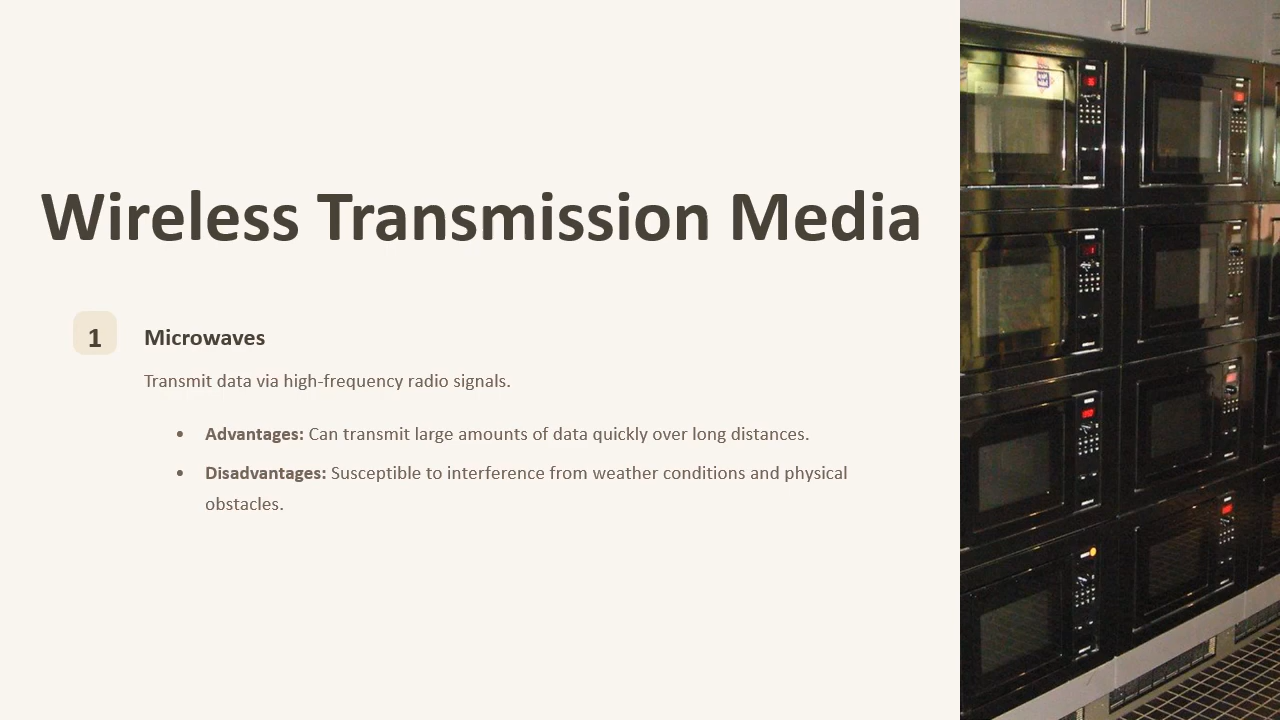 Wireless Transmission Media
1
Microwaves
Transmit data via high-frequency radio signals.
• Advantages: Can transmit large amounts of data quickly over long distances.
• Disadvantages: Susceptible to interference from weather conditions and physical
obstacles.